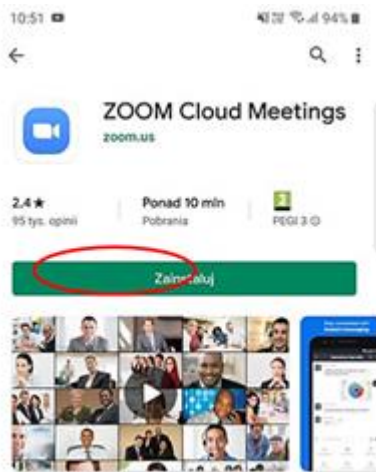 10:51 94%
ZOOM Cloud Meetings
zoom.us
2.4★ Ponad 10 mln 3
95 tys. opinii Pobrania PEGI 3
Zainstaluj